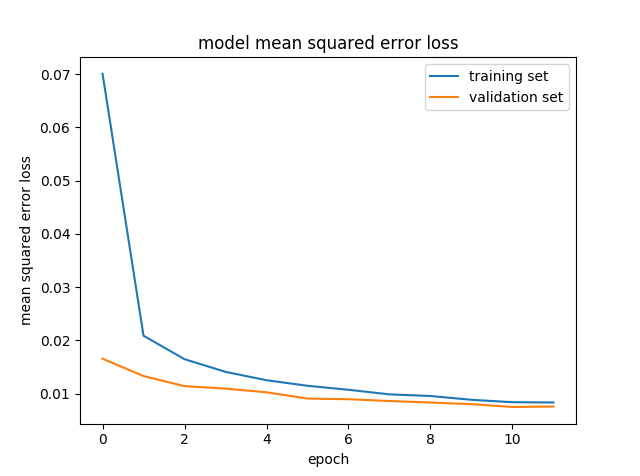 model mean squared error loss
training set
validation set
mean squared error loss
0.07
0.06
0.05
0.04
0.03
0.02
0.01
0 2 4 6 8 10
epoch